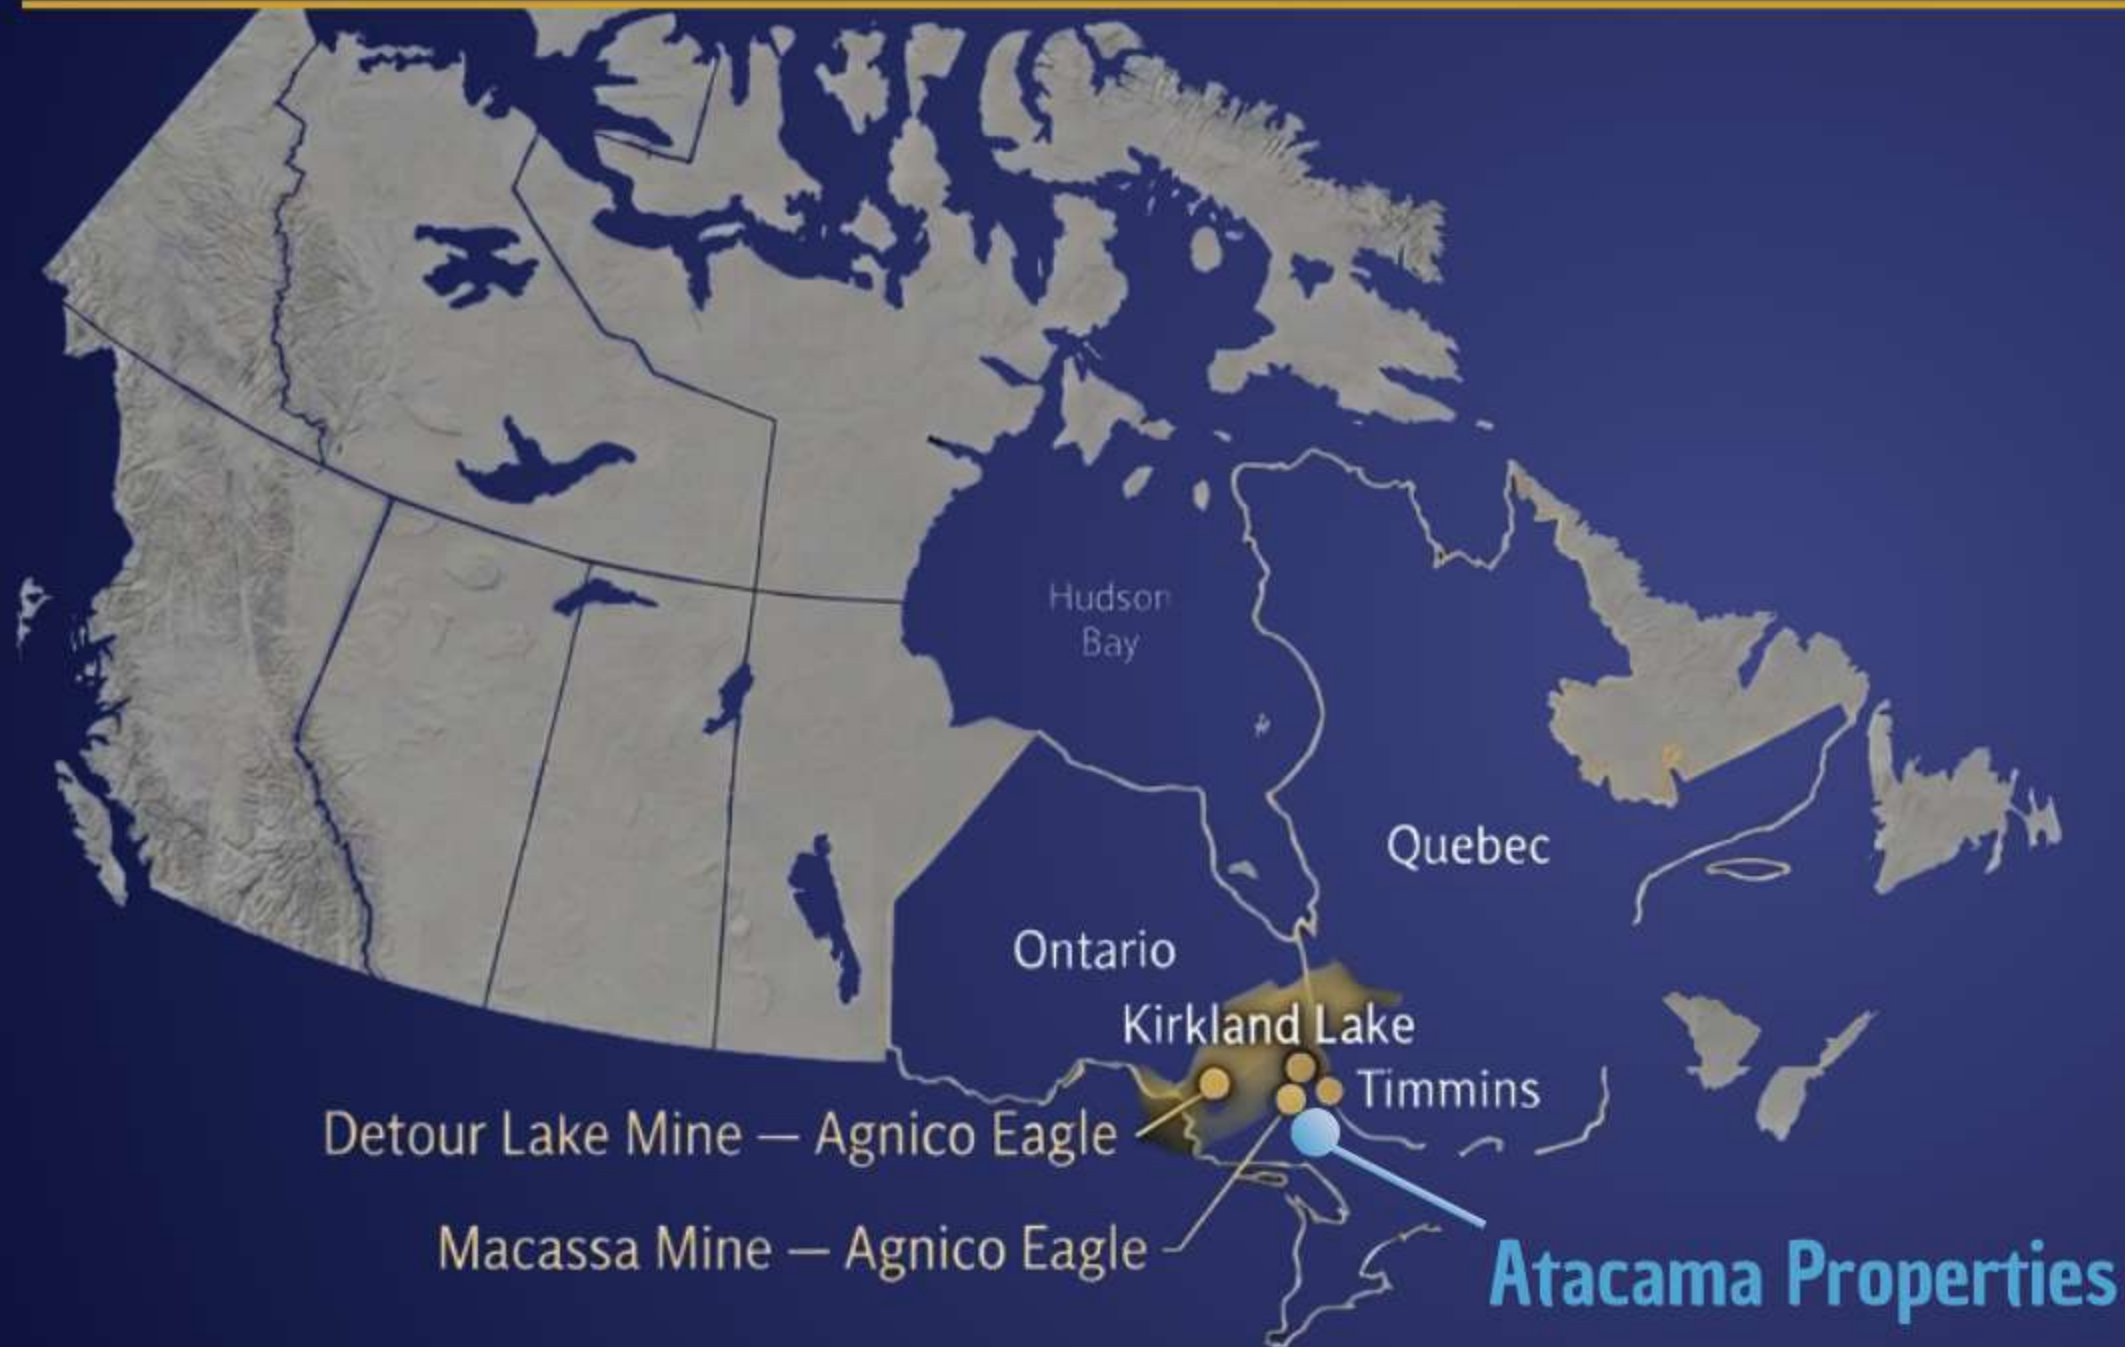 Hudson
Bay
Quebec
Ontario
Kirkland Lake
Timmins
Detour Lake Mine — Agnico Eagle
Macassa Mine — Agnico Eagle
Atacama Properties